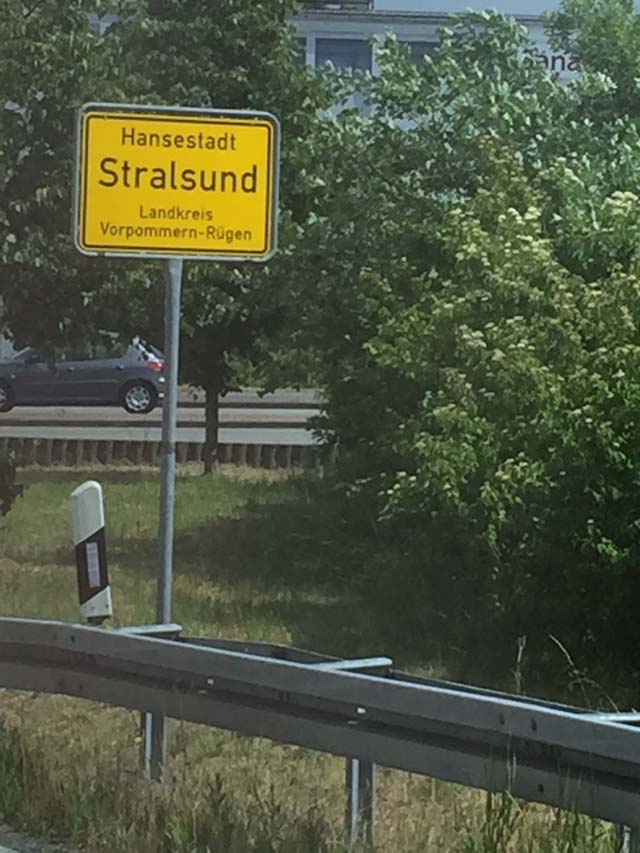 Hansestadt
Stralsund
Landkreis
Vorpommern-Rügen